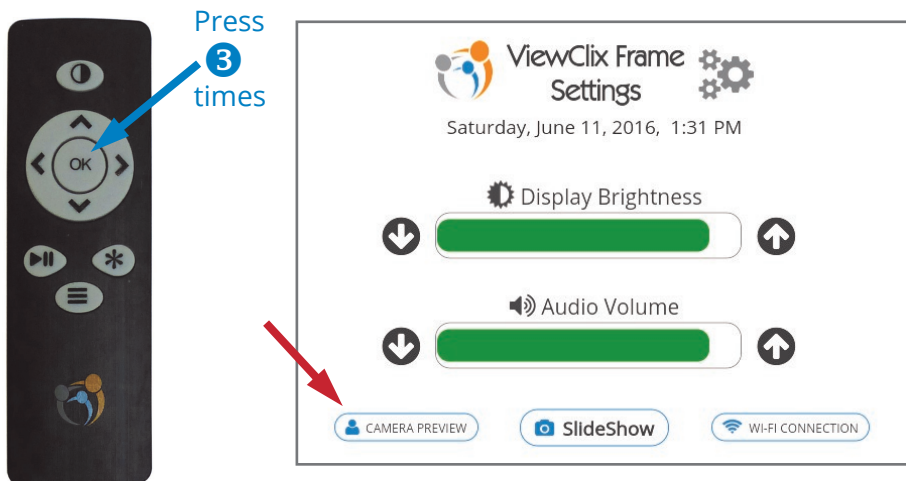 Press
3
times
OK
ViewClix Frame
Settings
Saturday, June 11, 2016, 1:31 PM
Display Brightness
Audio Volume
CAMERA PREVIEW
SlideShow
WI-FI CONNECTION